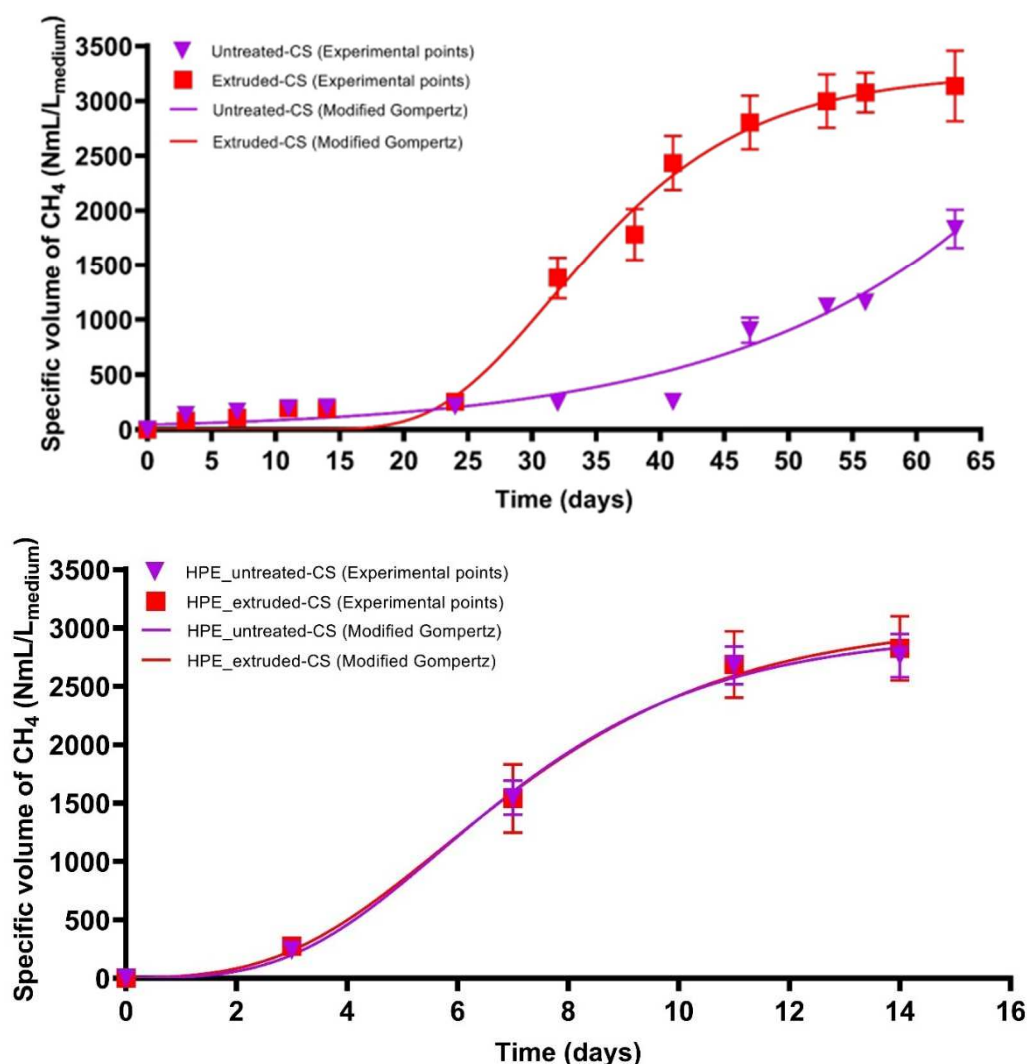 Specific volume of CH4 (NmL/Lmedium)
3500
3000
2500
2000
1500
1000
500
0
Untreated-CS (Experimental points)
Extruded-CS (Experimental points)
Untreated-CS (Modified Gompertz)
Extruded-CS (Modified Gompertz)
0 5 10 15 20 25 30 35 40 45 50 55 60 65
Time (days)
Specific volume of CH4 (NmL/Lmedium)
3500
3000
2500
2000
1500
1000
500
0
HPE_untreated-CS (Experimental points)
HPE_extruded-CS (Experimental points)
HPE_untreated-CS (Modified Gompertz)
HPE_extruded-CS (Modified Gompertz)
0 2 4 6 8 10 12 14 16
Time (days)